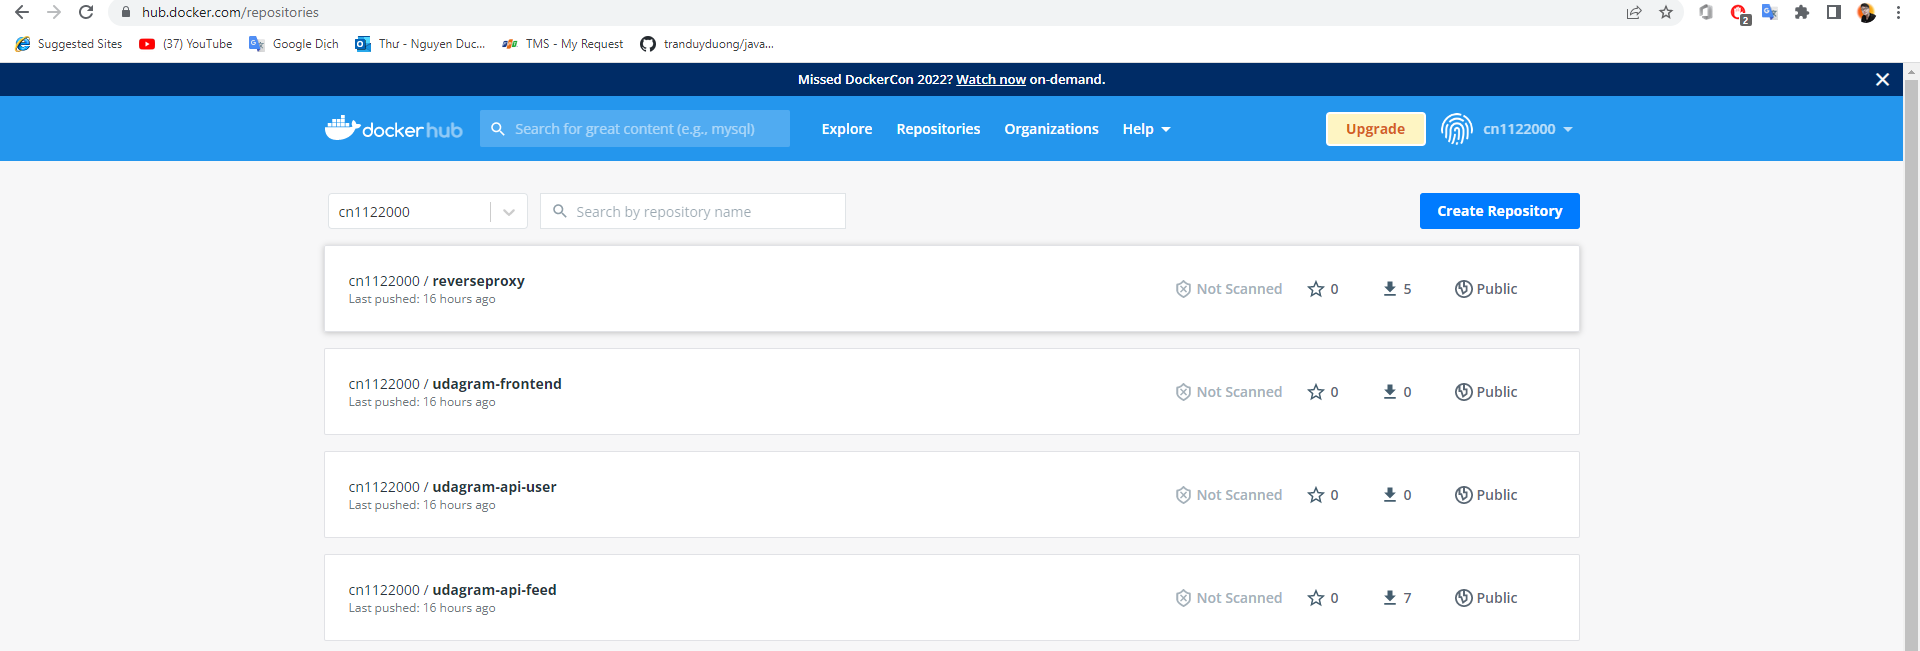 hub.docker.com/repositories
2
Suggested Sites
(37) YouTube
Google Dịch
Thư - Nguyen Duc...
TMS - My Request
tranduyduong/java...
Missed DockerCon 2022? Watch now on-demand.
docker hub
Search for great content (e.g., mysql)
Explore
Repositories
Organizations
Help
Upgrade
cn1122000
cn1122000
Search by repository name
Create Repository
cn1122000 / reverseproxy
Last pushed: 16 hours ago
Not Scanned
0
5
Public
cn1122000 / udagram-frontend
Last pushed: 16 hours ago
Not Scanned
0
0
Public
cn1122000 / udagram-api-user
Last pushed: 16 hours ago
Not Scanned
0
0
Public
cn1122000 / udagram-api-feed
Last pushed: 16 hours ago
Not Scanned
0
7
Public